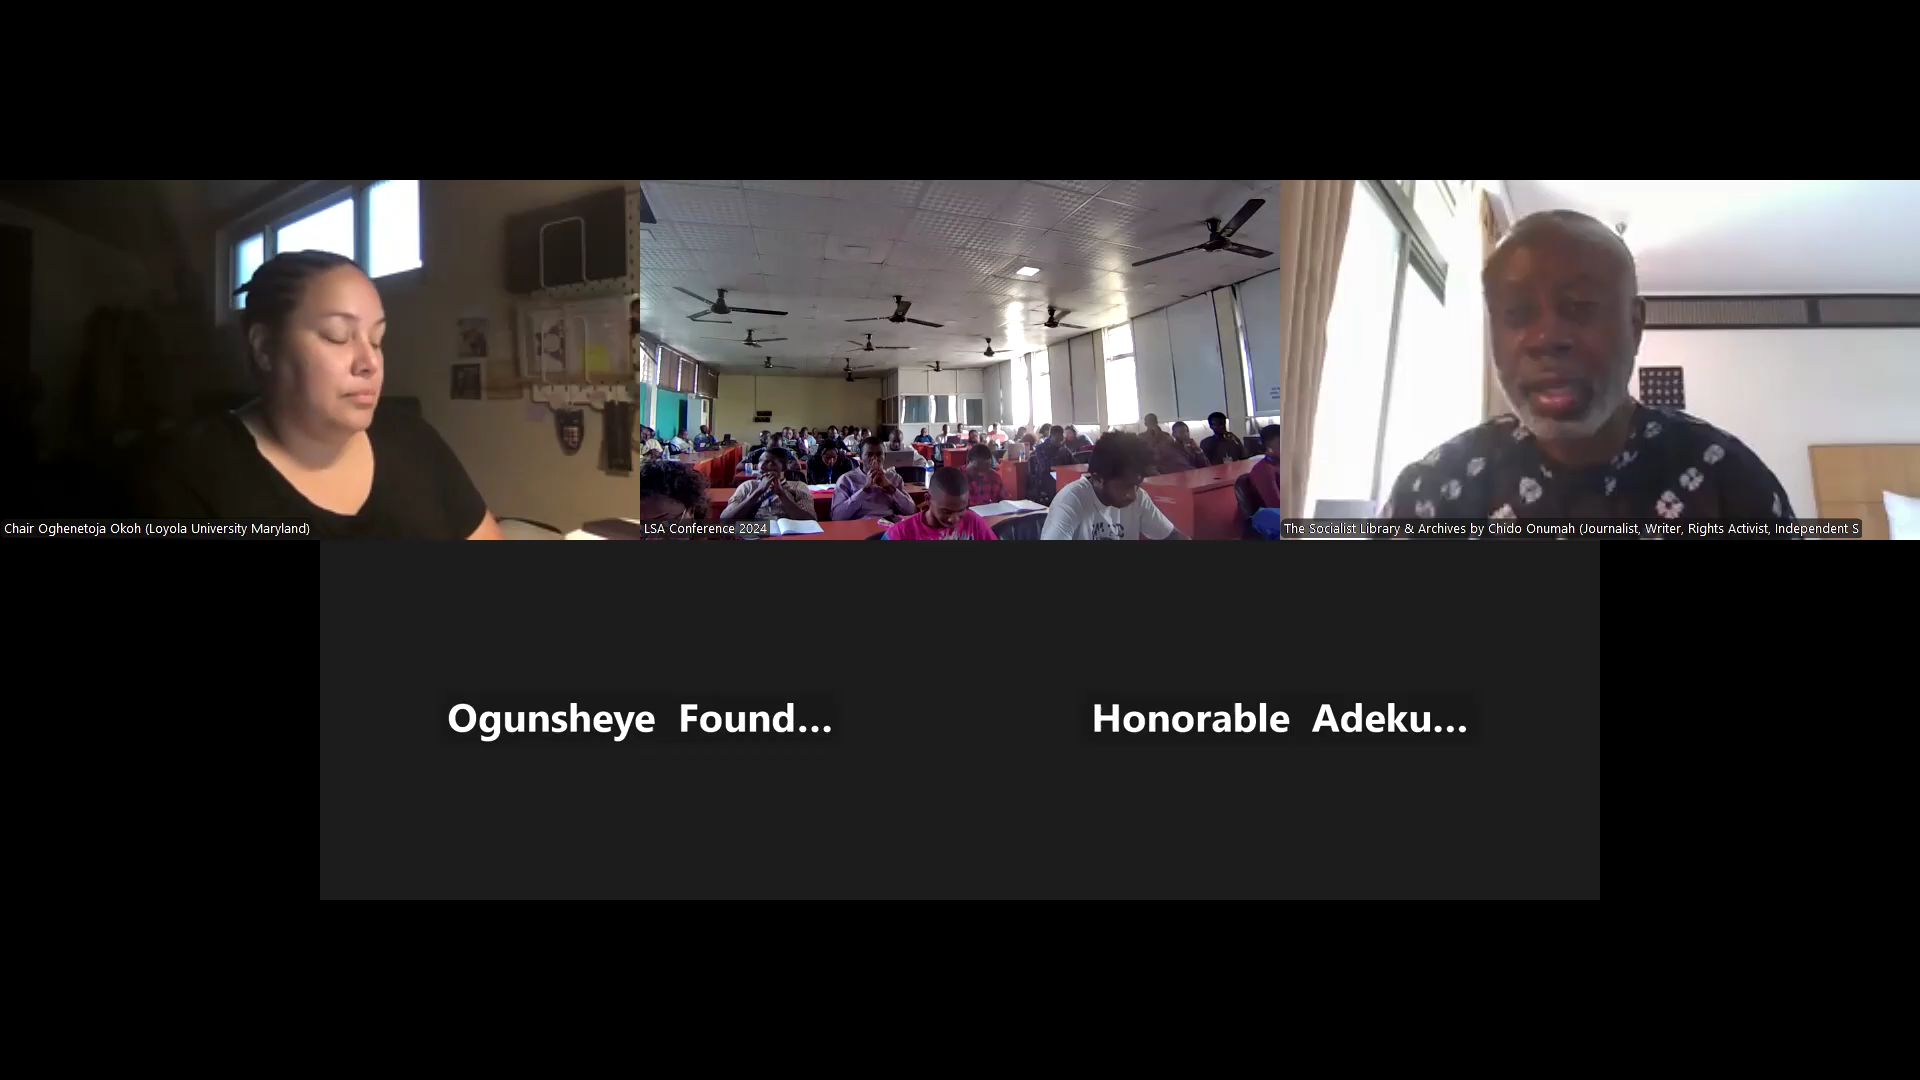 Chair Oghenetoja Okoh (Loyola University Maryland)
LSA Conference 2024
The Socialist Library & Archives by Chido Onumah (Journalist, Writer, Rights Activist, Independent S
Ogunsheye Found...
Honorable Adeku...